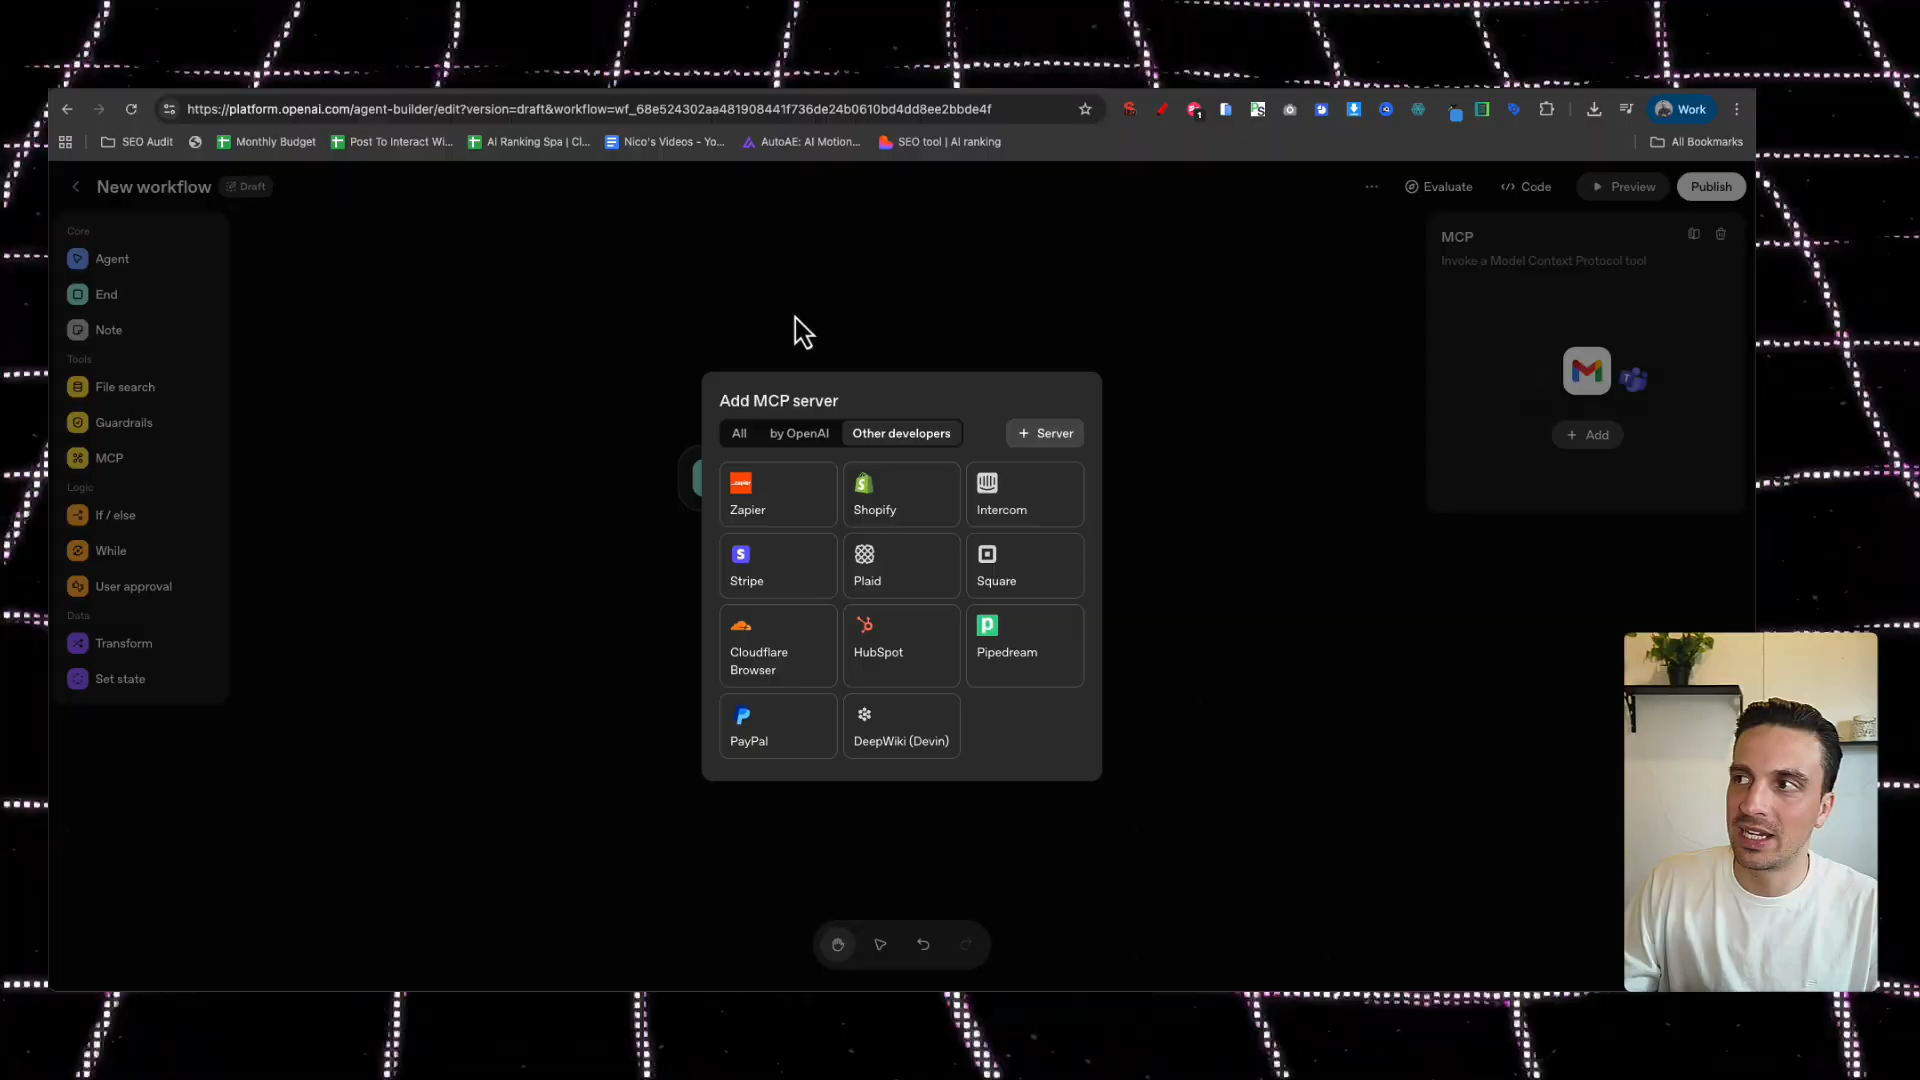 https://platform.openai.com/agent-builder/edit?version=draft&workflow=wf_68e524302aa481908441f736de24b0610bd4dd8ee2bbde4f
Work
SEO Audit
Monthly Budget
Post To Interact Wi...
AI Ranking Spa | Cl...
Nico's Videos - Yo...
AutoAE: AI Motion...
SEO tool | AI ranking
All Bookmarks
New workflow
Draft
Evaluate
Code
Preview
Publish
Core
Agent
End
Note
Tools
File search
Guardrails
MCP
Logic
If / else
While
User approval
Data
Transform
Set state
Add MCP server
All
by OpenAI
Other developers
+ Server
Zapier
Shopify
Intercom
Stripe
Plaid
Square
Cloudflare
Browser
HubSpot
Pipedream
PayPal
DeepWiki (Devin)
MCP
Invoke a Model Context Protocol tool
+ Add